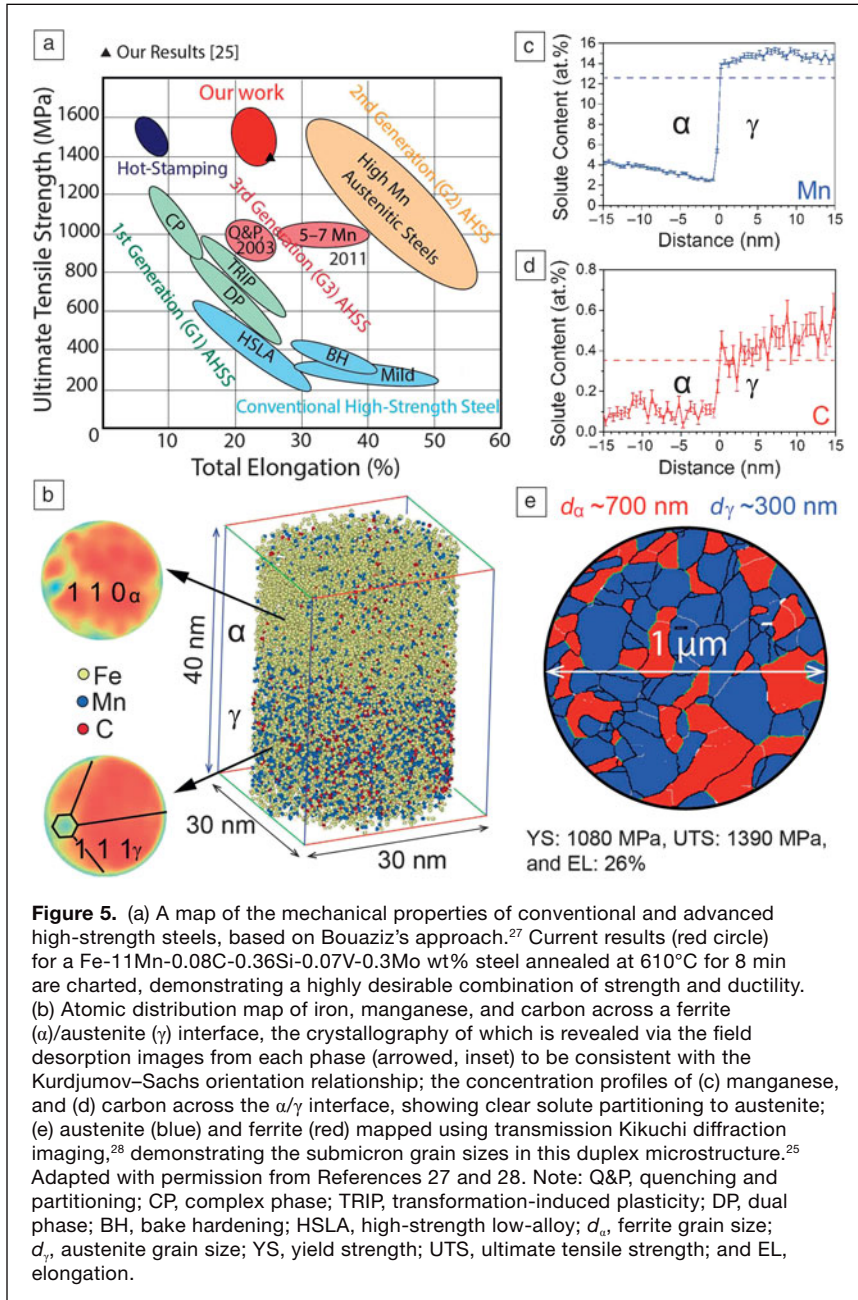 a
▲ Our Results [25]
Ultimate Tensile Strength (MPa)
1600
1400
1200
1000
800
600
400
200
0
10
20
30
40
50
60
Total Elongation (%)
Our work
Hot-Stamping
2nd Generation (G2) AHSS
High Mn
Austenitic Steels
3rd Generation (G3) AHSS
1st Generation (G1) AHSS
CP
Q&P,
2003
5–7 Mn
2011
TRIP
DP
HSLA
BH
Mild
Conventional High-Strength Steel
c
Solute Content (at.%)
16
14
12
10
8
6
4
2
0
α
γ
Mn
-15
-10
-5
0
5
10
15
Distance (nm)
d
Solute Content (at.%)
0.8
0.6
0.4
0.2
0.0
α
γ
C
-15
-10
-5
0
5
10
15
Distance (nm)
b
1 1 0α
Fe
Mn
C
1 1 1γ
40 nm
α
γ
30 nm
30 nm
e
dα ~700 nm dγ ~300 nm
1 μm
YS: 1080 MPa, UTS: 1390 MPa,
and EL: 26%
Figure 5. (a) A map of the mechanical properties of conventional and advanced
high-strength steels, based on Bouaziz’s approach.27 Current results (red circle)
for a Fe-11Mn-0.08C-0.36Si-0.07V-0.3Mo wt% steel annealed at 610°C for 8 min
are charted, demonstrating a highly desirable combination of strength and ductility.
(b) Atomic distribution map of iron, manganese, and carbon across a ferrite
(α)/austenite (γ) interface, the crystallography of which is revealed via the field
desorption images from each phase (arrowed, inset) to be consistent with the
Kurdjumov–Sachs orientation relationship; the concentration profiles of (c) manganese,
and (d) carbon across the α/γ interface, showing clear solute partitioning to austenite;
(e) austenite (blue) and ferrite (red) mapped using transmission Kikuchi diffraction
imaging,28 demonstrating the submicron grain sizes in this duplex microstructure.25
Adapted with permission from References 27 and 28. Note: Q&P, quenching and
partitioning; CP, complex phase; TRIP, transformation-induced plasticity; DP, dual
phase; BH, bake hardening; HSLA, high-strength low-alloy; dα, ferrite grain size;
dγ, austenite grain size; YS, yield strength; UTS, ultimate tensile strength; and EL,
elongation.